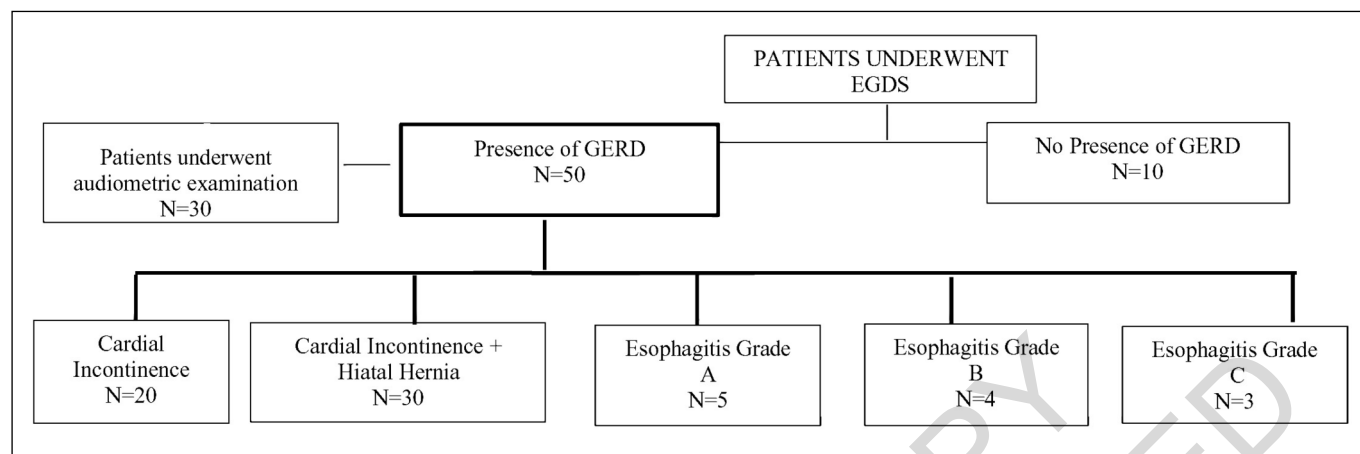 PATIENTS UNDERWENT
EGDS
Patients underwent
audiometric examination
N=30
Presence of GERD
N=50
No Presence of GERD
N=10
Cardial
Incontinence
N=20
Cardial Incontinence +
Hiatal Hernia
N=30
Esophagitis Grade
A
N=5
Esophagitis Grade
B
N=4
Esophagitis Grade
C
N=3